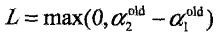 L = max(0, α₂^old − α₁^old)